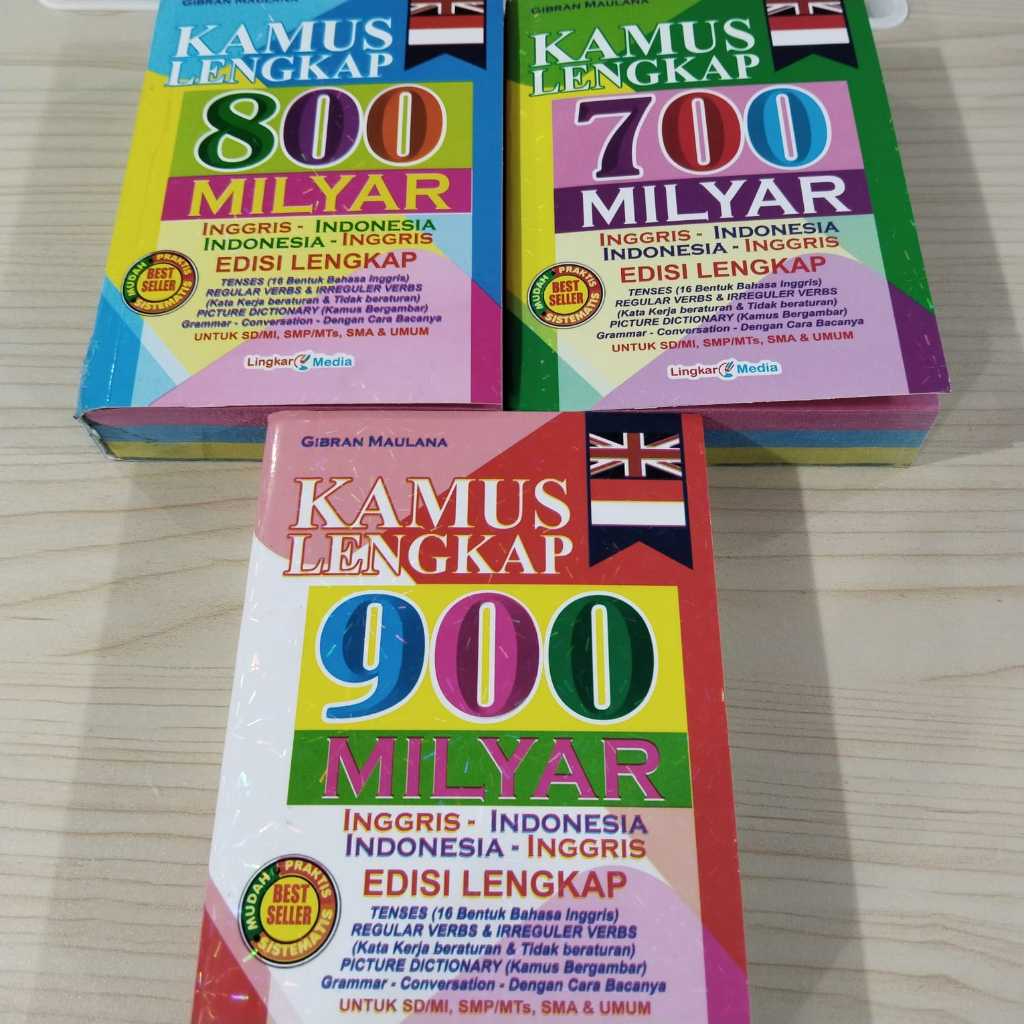 GIBRAN MAULANA
KAMUS
LENGKAP
800
MILYAR
INGGRIS - INDONESIA
INDONESIA - INGGRIS
EDISI LENGKAP
TENSES (16 Bentuk Bahasa Inggris)
REGULAR VERBS & IRREGULER VERBS
(Kata Kerja beraturan & Tidak beraturan)
PICTURE DICTIONARY (Kamus Bergambar)
Grammar - Conversation - Dengan Cara Bacanya
UNTUK SD/MI, SMP/MTs, SMA & UMUM
MUDAH PRAKTIS
BEST
SELLER
SISTEMATIS
Lingkar Media
GIBRAN MAULANA
KAMUS
LENGKAP
700
MILYAR
INGGRIS - INDONESIA
INDONESIA - INGGRIS
EDISI LENGKAP
TENSES (16 Bentuk Bahasa Inggris)
REGULAR VERBS & IRREGULER VERBS
(Kata Kerja beraturan & Tidak beraturan)
PICTURE DICTIONARY (Kamus Bergambar)
Grammar - Conversation - Dengan Cara Bacanya
UNTUK SD/MI, SMP/MTs, SMA & UMUM
MUDAH PRAKTIS
BEST
SELLER
SISTEMATIS
Lingkar Media
GIBRAN MAULANA
KAMUS
LENGKAP
900
MILYAR
INGGRIS - INDONESIA
INDONESIA - INGGRIS
EDISI LENGKAP
TENSES (16 Bentuk Bahasa Inggris)
REGULAR VERBS & IRREGULER VERBS
(Kata Kerja beraturan & Tidak beraturan)
PICTURE DICTIONARY (Kamus Bergambar)
Grammar - Conversation - Dengan Cara Bacanya
UNTUK SD/MI, SMP/MTs, SMA & UMUM
MUDAH PRAKTIS
BEST
SELLER
SISTEMATIS